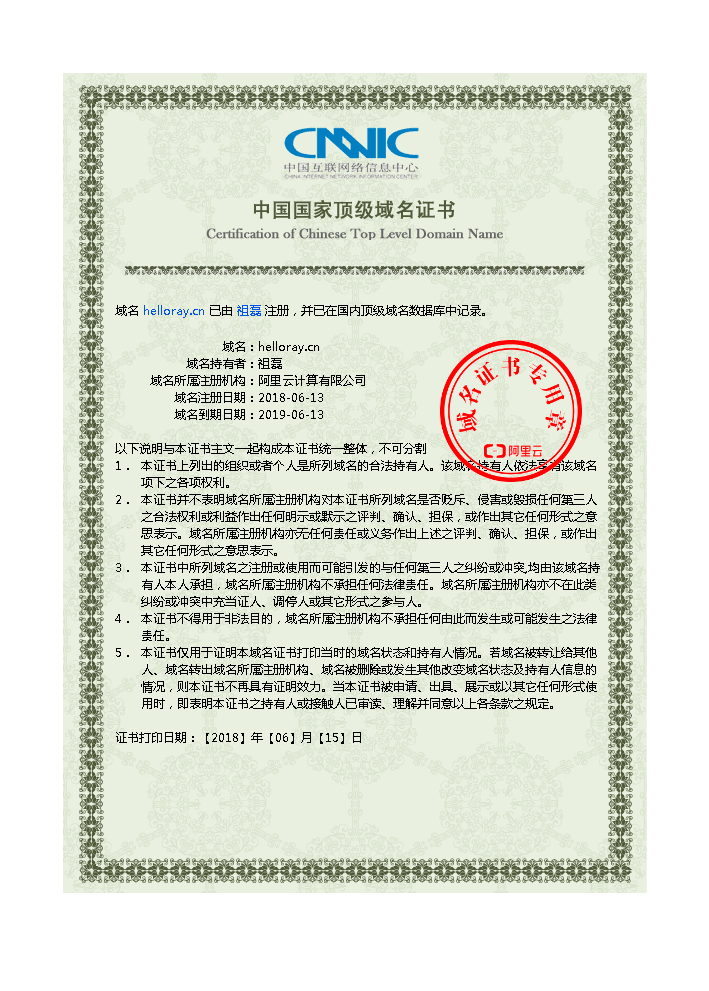 CNNIC
中国互联网络信息中心
CHINA INTERNET NETWORK INFORMATION CENTER
中国国家顶级域名证书
Certification of Chinese Top Level Domain Name
域名 helloray.cn 已由 祖磊 注册，并已在国内顶级域名数据库中记录。
域名：helloray.cn
域名持有者：祖磊
域名所属注册机构：阿里云计算有限公司
域名注册日期：2018-06-13
域名到期日期：2019-06-13
域名证书专用章
阿里云
以下说明与本证书主文一起构成本证书统一整体，不可分割
1． 本证书上列出的组织或者个人是所列域名的合法持有人。该域名持有人依法享有该域名
项下之各项权利。
2． 本证书并不表明域名所属注册机构对本证书所列域名是否贬斥、侵害或毁损任何第三人
之合法权利或利益作出任何明示或默示之评判、确认、担保，或作出其它任何形式之意
思表示。域名所属注册机构亦无任何责任或义务作出上述之评判、确认、担保，或作出
其它任何形式之意思表示。
3． 本证书中所列域名之注册或使用而可能引发的与任何第三人之纠纷或冲突,均由该域名持
有人本人承担，域名所属注册机构不承担任何法律责任。域名所属注册机构亦不在此类
纠纷或冲突中充当证人、调停人或其它形式之参与人。
4． 本证书不得用于非法目的，域名所属注册机构不承担任何由此而发生或可能发生之法律
责任。
5． 本证书仅用于证明本域名证书打印当时的域名状态和持有人情况。若域名被转让给其他
人、域名转出域名所属注册机构、域名被删除或发生其他改变域名状态及持有人信息的
情况，则本证书不再具有证明效力。当本证书被申请、出具、展示或以其它任何形式使
用时，即表明本证书之持有人或接触人已审读、理解并同意以上各条款之规定。
证书打印日期：【2018】年【06】月【15】日